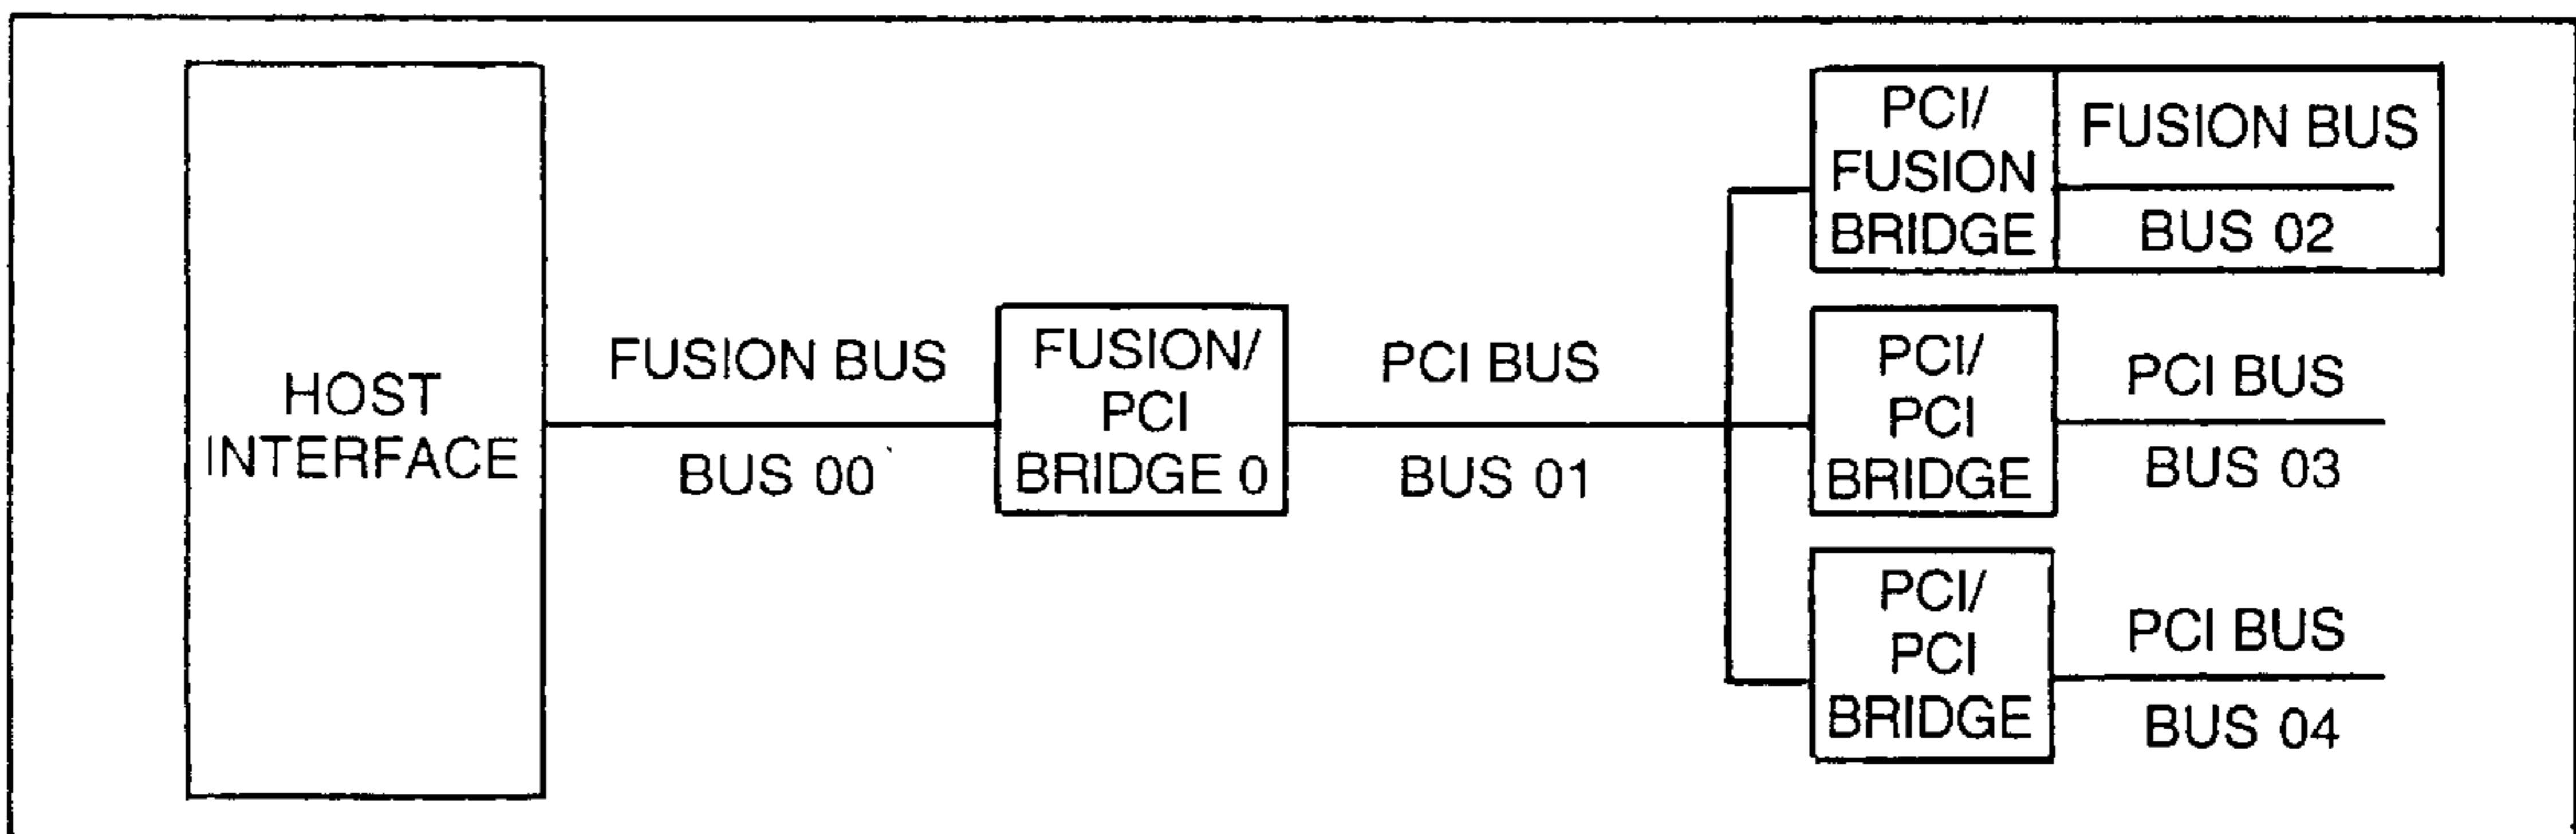 HOST
INTERFACE
FUSION BUS
BUS 00
FUSION/
PCI
BRIDGE 0
PCI BUS
BUS 01
PCI/
FUSION
BRIDGE
FUSION BUS
BUS 02
PCI/
PCI
BRIDGE
PCI BUS
BUS 03
PCI/
PCI
BRIDGE
PCI BUS
BUS 04